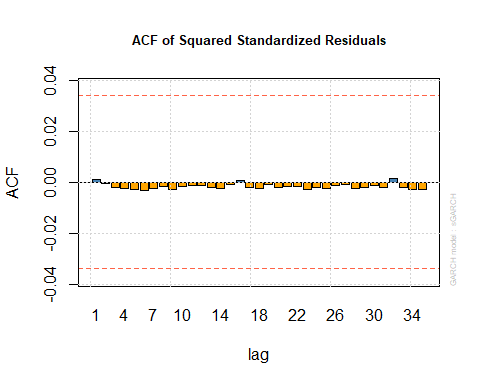 ACF of Squared Standardized Residuals
0.04
0.02
0.00
-0.02
-0.04
ACF
1 4 7 10 14 18 22 26 30 34
lag
GARCH model : sGARCH